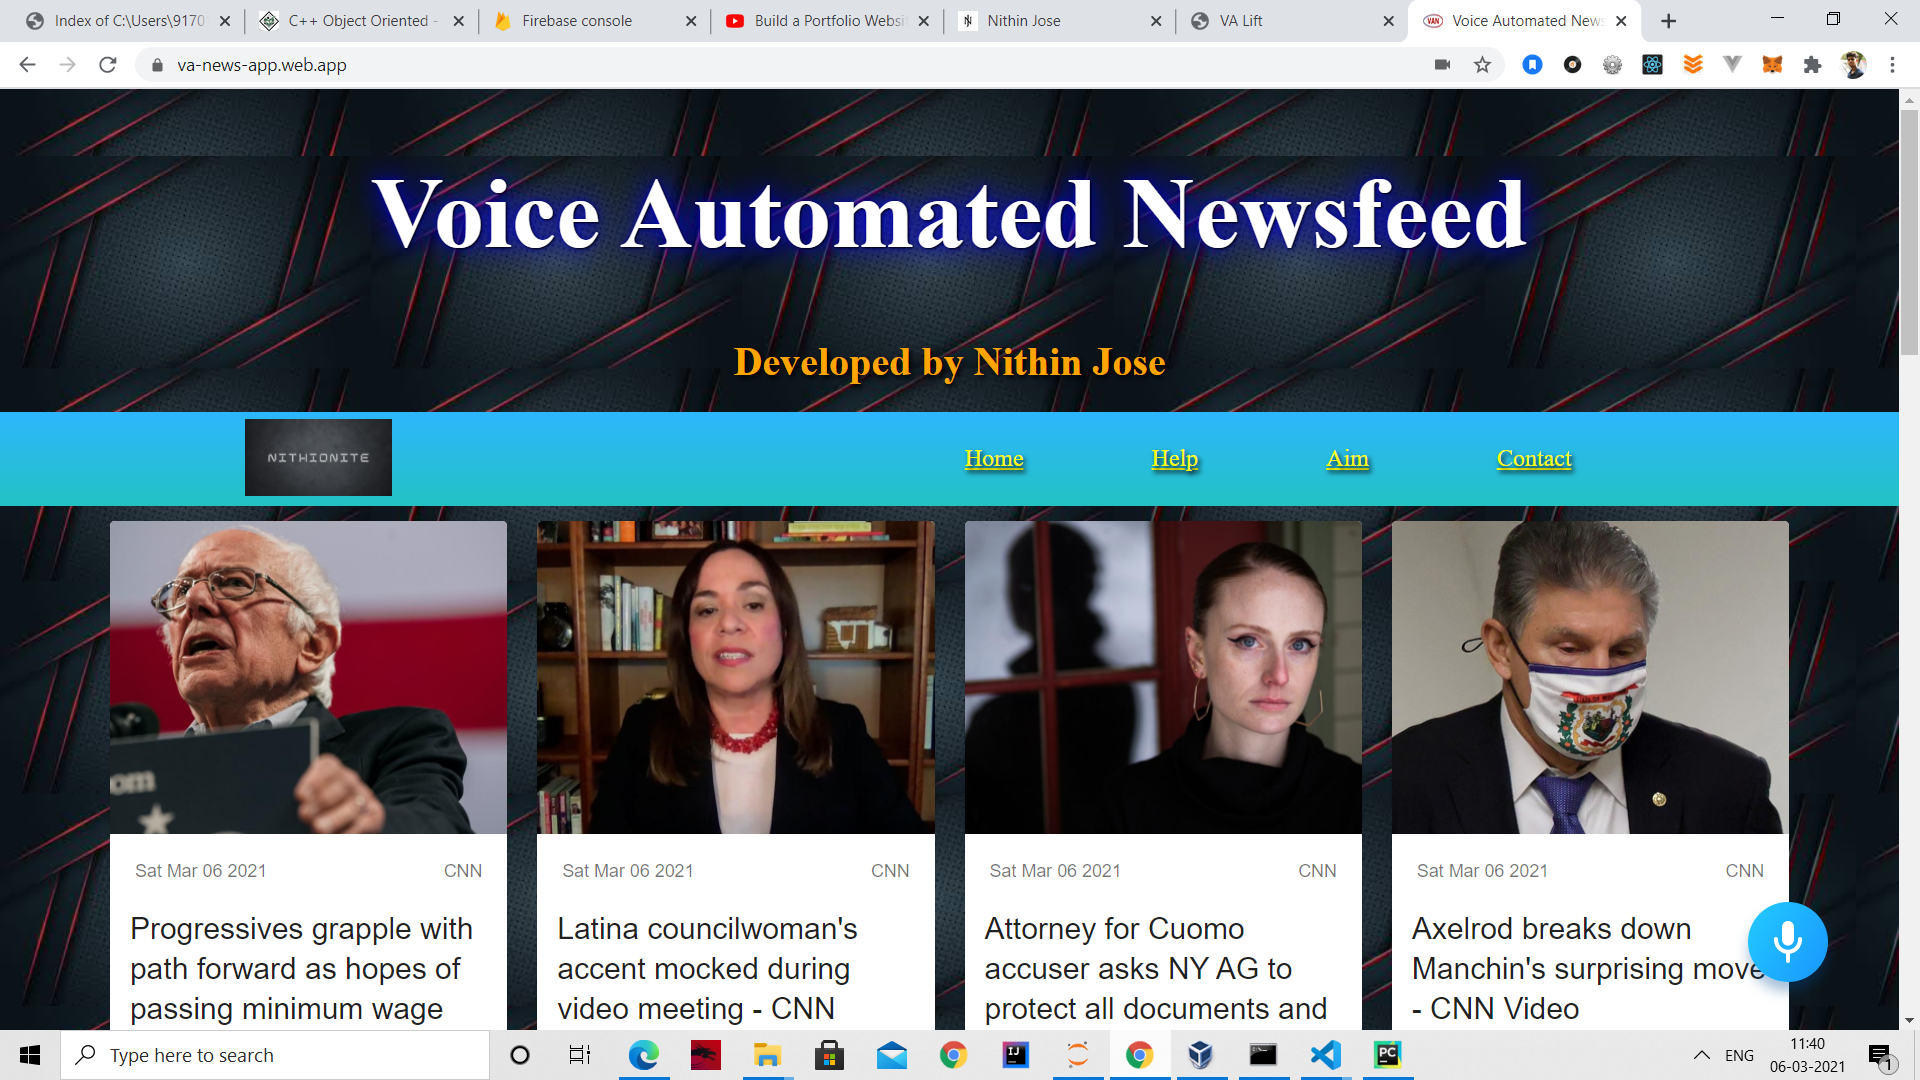 Index of C:\Users\9170
C++ Object Oriented -
Firebase console
Build a Portfolio Websi
Nithin Jose
VA Lift
VAN
Voice Automated News
va-news-app.web.app
Voice Automated Newsfeed
Developed by Nithin Jose
NITHIONITE
Home
Help
Aim
Contact
om
Sat Mar 06 2021
CNN
Progressives grapple with
path forward as hopes of
passing minimum wage
Sat Mar 06 2021
CNN
Latina councilwoman's
accent mocked during
video meeting - CNN
Sat Mar 06 2021
CNN
Attorney for Cuomo
accuser asks NY AG to
protect all documents and
Sat Mar 06 2021
CNN
Axelrod breaks down
Manchin's surprising move
- CNN Video
Type here to search
IJ
PC
ENG
11:40
06-03-2021
1